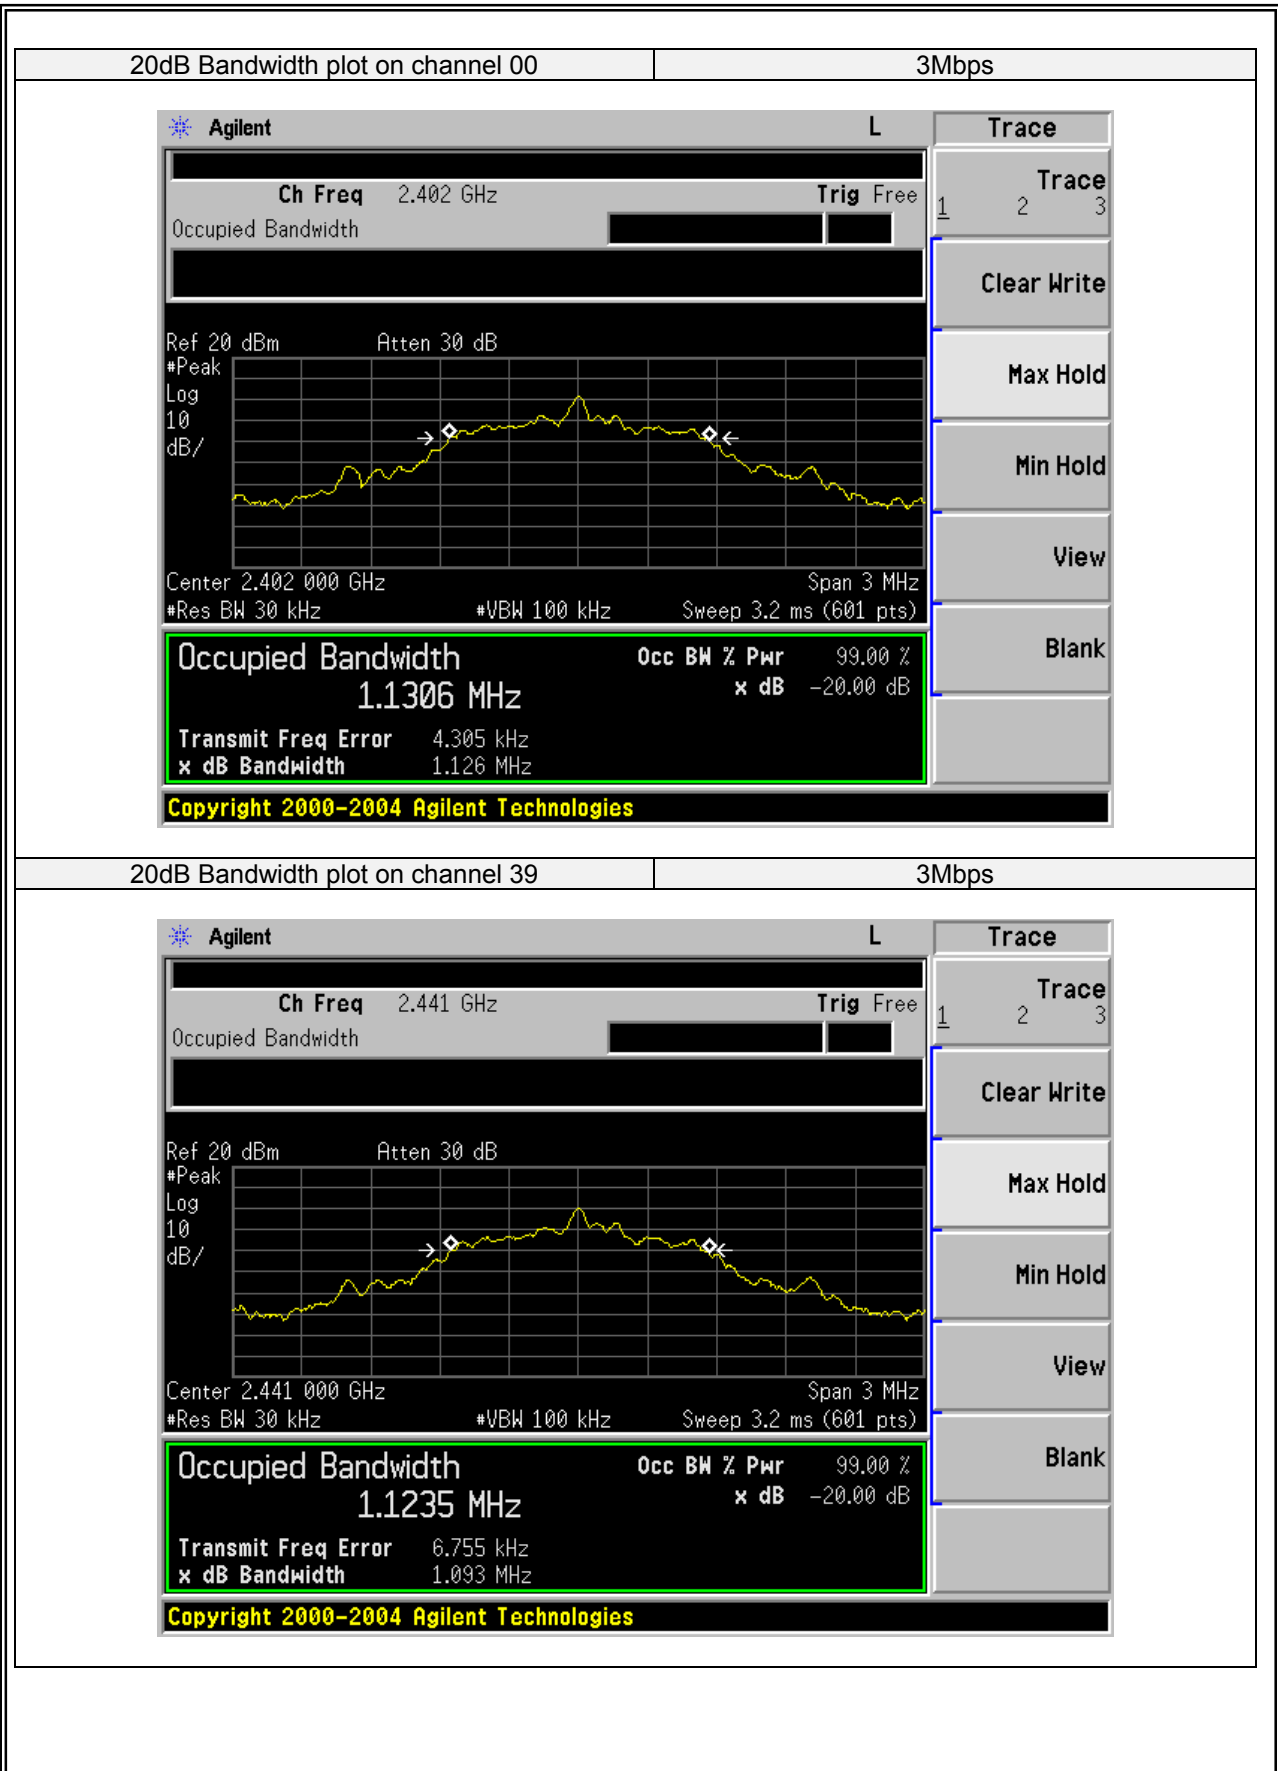 20dB Bandwidth plot on channel 00 3Mbps
Agilent L Trace
Ch Freq 2.402 GHz Trig Free
Occupied Bandwidth
Trace
1 2 3
Clear Write
Max Hold
Min Hold
View
Blank
Ref 20 dBm Atten 30 dB
#Peak
Log
10
dB/
Center 2.402 000 GHz Span 3 MHz
#Res BW 30 kHz #VBW 100 kHz Sweep 3.2 ms (601 pts)
Occupied Bandwidth Occ BW % Pwr 99.00 %
1.1306 MHz x dB -20.00 dB
Transmit Freq Error 4.305 kHz
x dB Bandwidth 1.126 MHz
Copyright 2000-2004 Agilent Technologies
20dB Bandwidth plot on channel 39 3Mbps
Agilent L Trace
Ch Freq 2.441 GHz Trig Free
Occupied Bandwidth
Trace
1 2 3
Clear Write
Max Hold
Min Hold
View
Blank
Ref 20 dBm Atten 30 dB
#Peak
Log
10
dB/
Center 2.441 000 GHz Span 3 MHz
#Res BW 30 kHz #VBW 100 kHz Sweep 3.2 ms (601 pts)
Occupied Bandwidth Occ BW % Pwr 99.00 %
1.1235 MHz x dB -20.00 dB
Transmit Freq Error 6.755 kHz
x dB Bandwidth 1.093 MHz
Copyright 2000-2004 Agilent Technologies